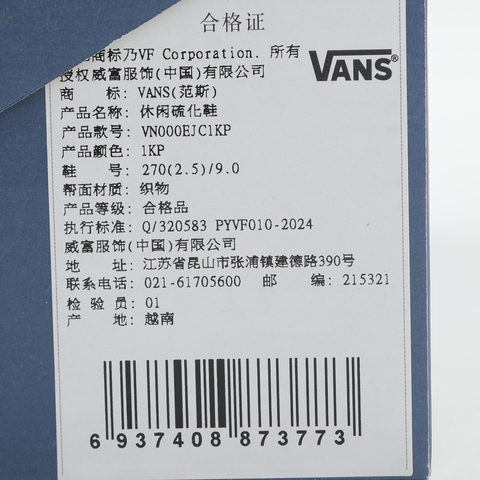 合格证
商标乃VF Corporation. 所有
授权威富服饰(中国)有限公司
VANS®
商 标: VANS(范斯)
产品名称: 休闲硫化鞋
产品款号: VN000EJC1KP
产品颜色: 1KP
鞋 号: 270(2.5)/9.0
帮面材质: 织物
产品等级: 合格品
执行标准: Q/320583 PYVF010-2024
威富服饰(中国)有限公司
地 址: 江苏省昆山市张浦镇建德路390号
联系电话: 021-61705600 邮 编: 215321
检 验 员: 01
产 地: 越南
6 937408 873773